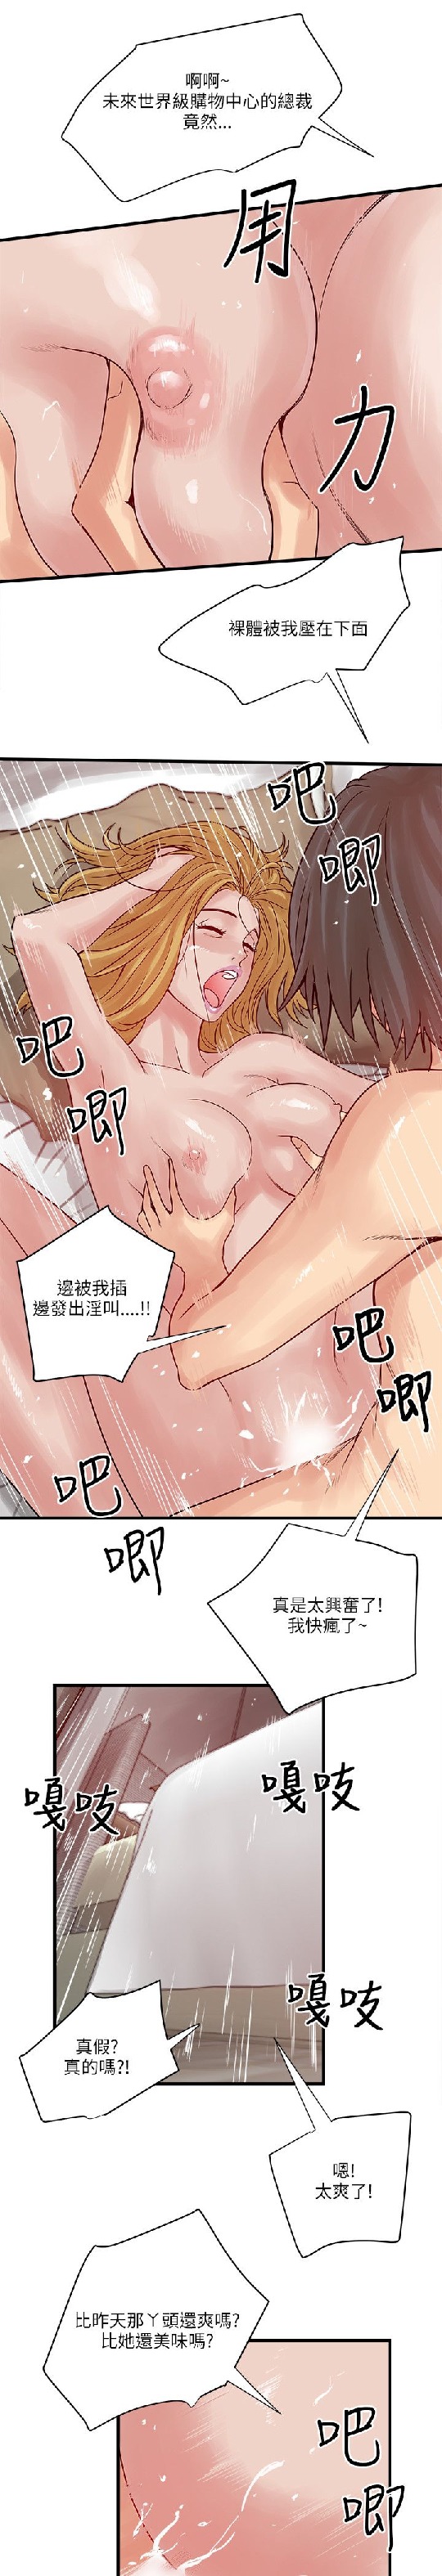 啊啊~
未來世界級購物中心的總裁
竟然...
用
力
裸體被我壓在下面
吧
唧
吧
唧
邊被我插
邊發出淫叫....!!
吧
唧
吧
唧
真是太興奮了!
我快瘋了~
嘎吱
嘎吱
嘎吱
真假?
真的嗎?!
嗯!
太爽了!
比昨天那丫頭還爽嗎?
比她還美味嗎?
吧
唧